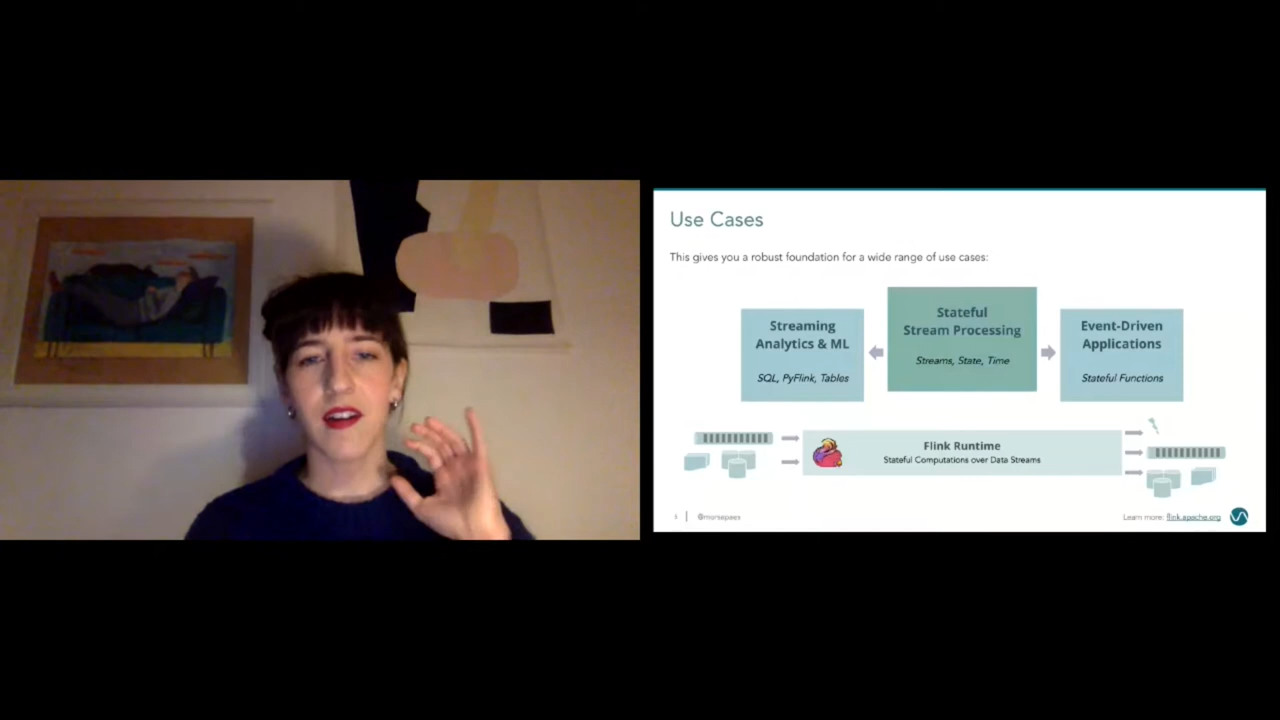 Use Cases
This gives you a robust foundation for a wide range of use cases:
Streaming
Analytics & ML
SQL, PyFlink, Tables
Stateful
Stream Processing
Streams, State, Time
Event-Driven
Applications
Stateful Functions
Flink Runtime
Stateful Computations over Data Streams
@morsapaes
Learn more: flink.apache.org